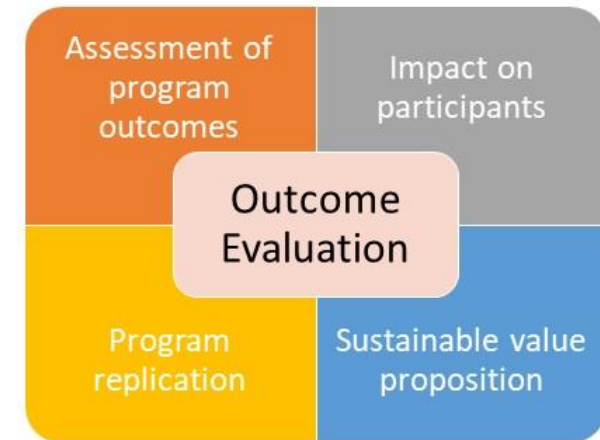 Assessment of
program
outcomes
Impact on
participants
Outcome
Evaluation
Program
replication
Sustainable value
proposition